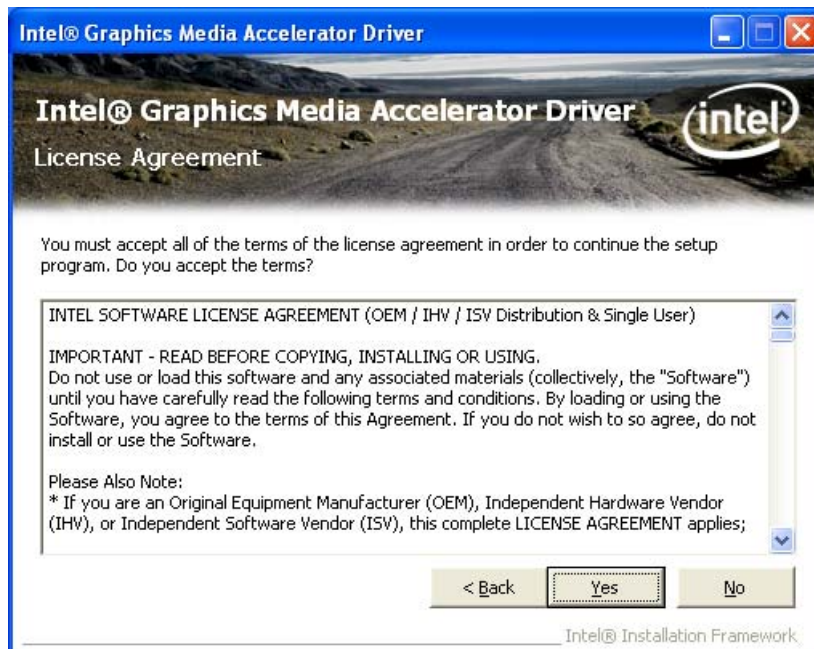 Intel® Graphics Media Accelerator Driver
Intel® Graphics Media Accelerator Driver
intel
License Agreement
You must accept all of the terms of the license agreement in order to continue the setup
program. Do you accept the terms?
INTEL SOFTWARE LICENSE AGREEMENT (OEM / IHV / ISV Distribution & Single User)
IMPORTANT - READ BEFORE COPYING, INSTALLING OR USING.
Do not use or load this software and any associated materials (collectively, the "Software")
until you have carefully read the following terms and conditions. By loading or using the
Software, you agree to the terms of this Agreement. If you do not wish to so agree, do not
install or use the Software.
Please Also Note:
* If you are an Original Equipment Manufacturer (OEM), Independent Hardware Vendor
(IHV), or Independent Software Vendor (ISV), this complete LICENSE AGREEMENT applies;
< Back Yes No
Intel® Installation Framework